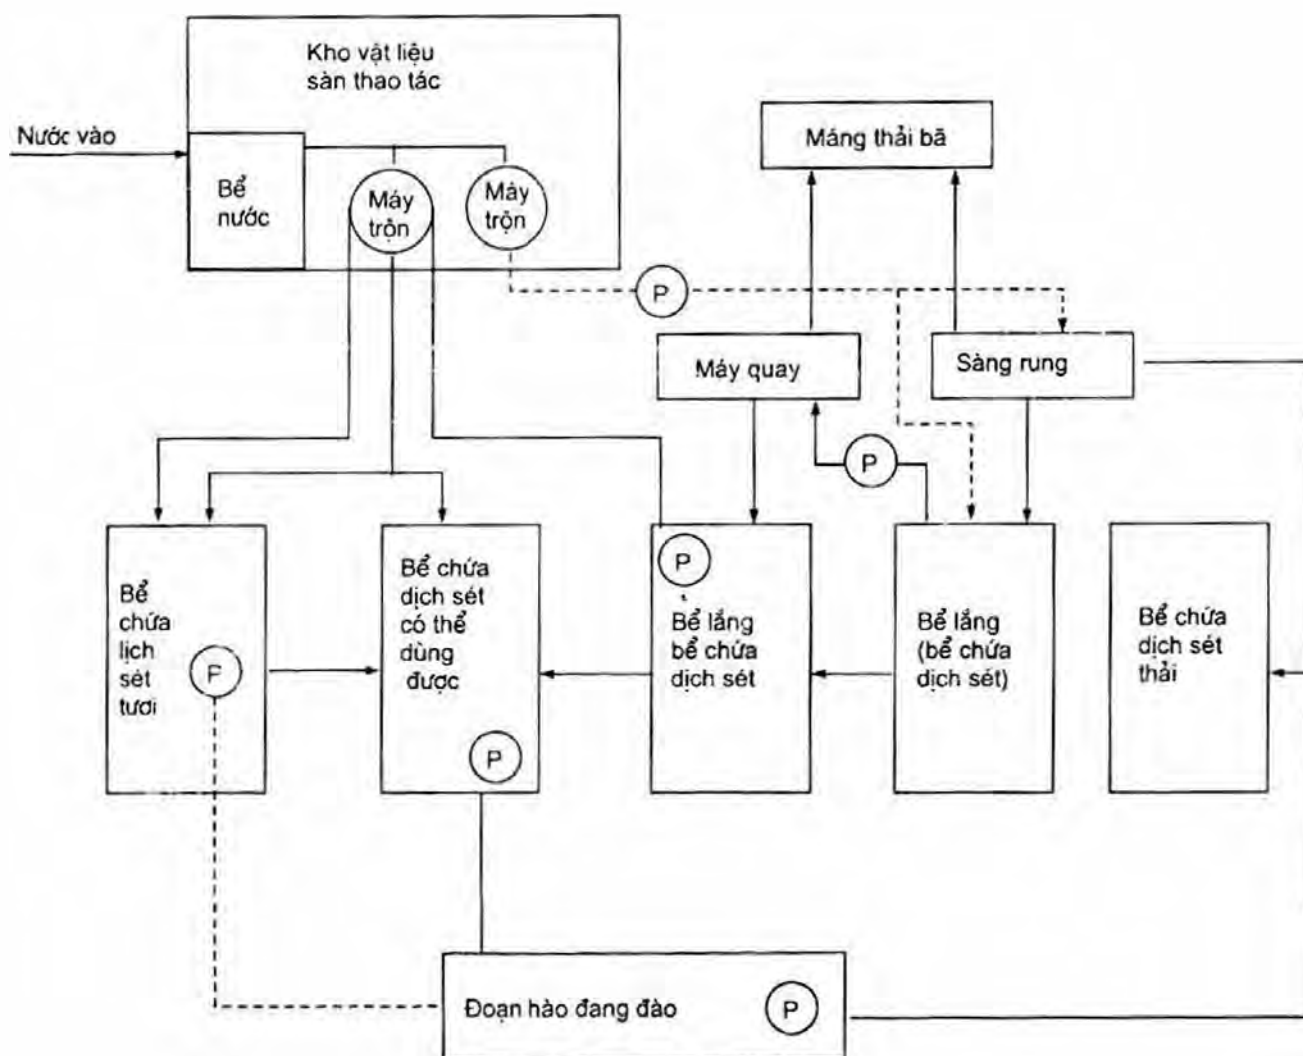 Kho vật liệu
sàn thao tác
Nước vào
Bể
nước
Máy
trộn
Máy
trộn
Máng thải bã
P
Máy quay
Sàng rung
P
Bể
chứa
lịch
sét
tươi
P
Bể chứa
dịch sét
có thể
dùng
được
P
P
Bể lắng
bể chứa
dịch sét
Bể lắng
(bể chứa
dịch sét)
Bể chứa
dịch sét
thải
Đoạn hào đang đào
P